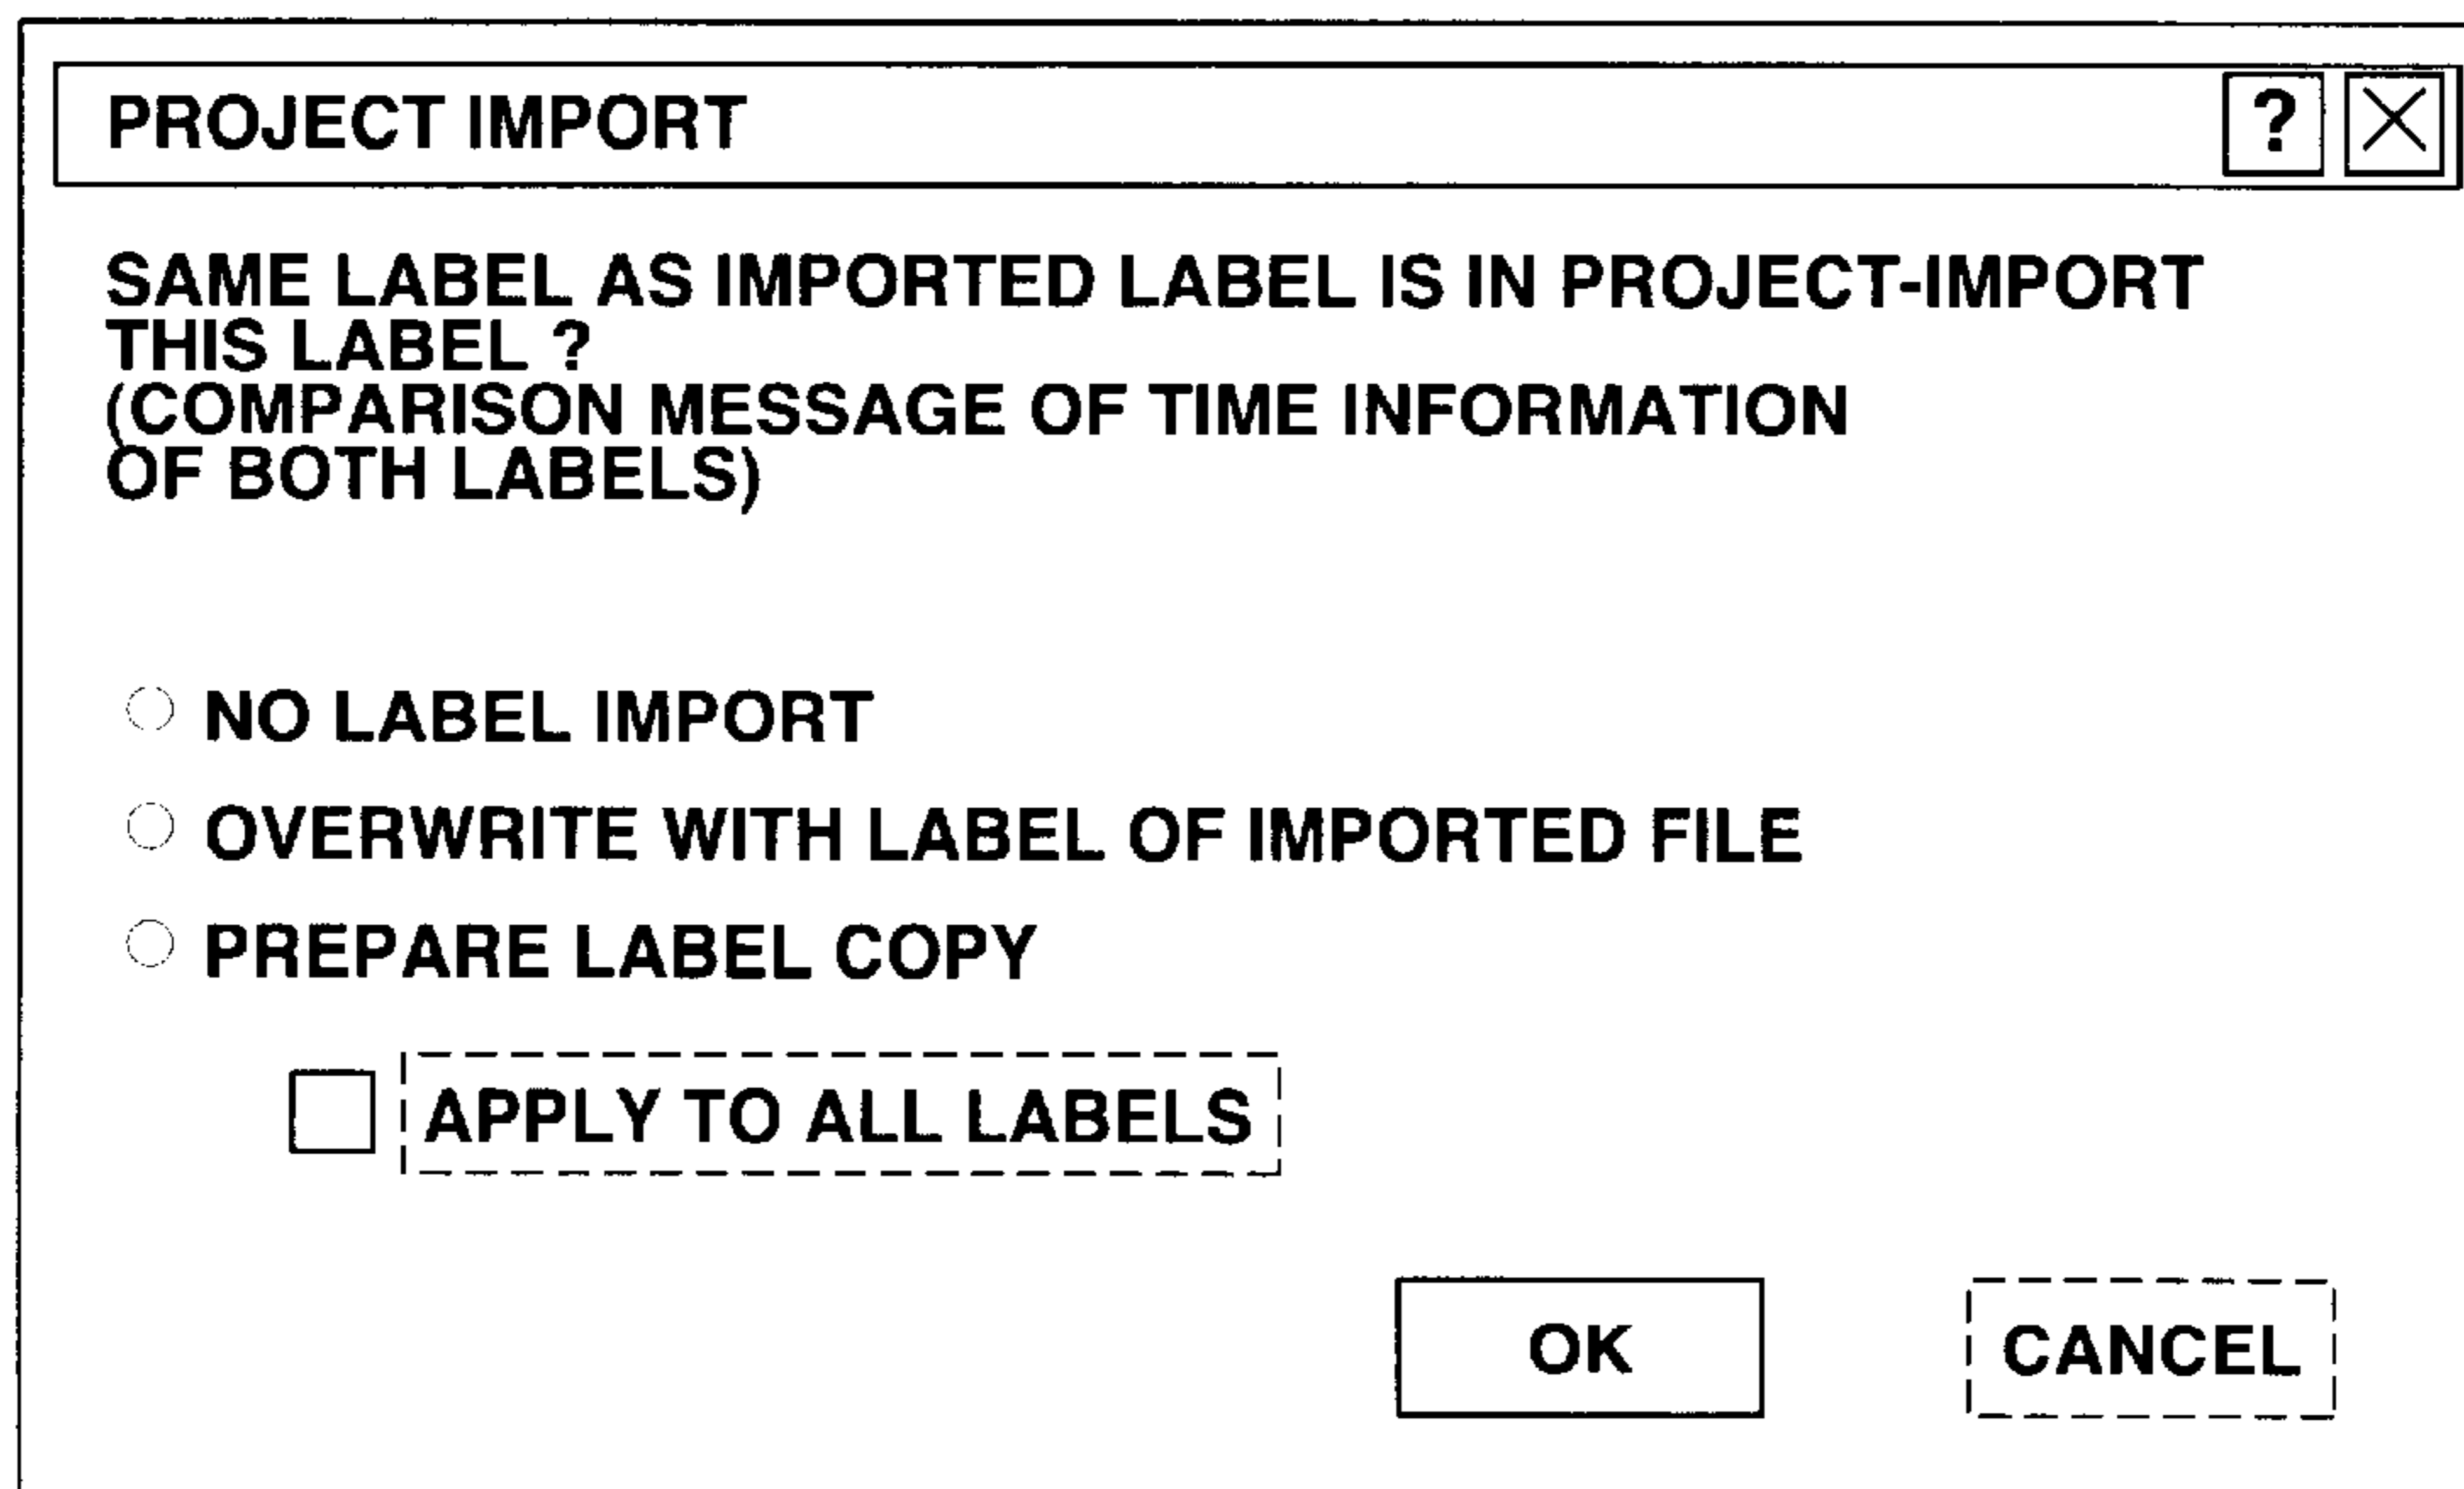 PROJECT IMPORT ?
SAME LABEL AS IMPORTED LABEL IS IN PROJECT-IMPORT
THIS LABEL ?
(COMPARISON MESSAGE OF TIME INFORMATION
OF BOTH LABELS)
NO LABEL IMPORT
OVERWRITE WITH LABEL OF IMPORTED FILE
PREPARE LABEL COPY
APPLY TO ALL LABELS
OK CANCEL